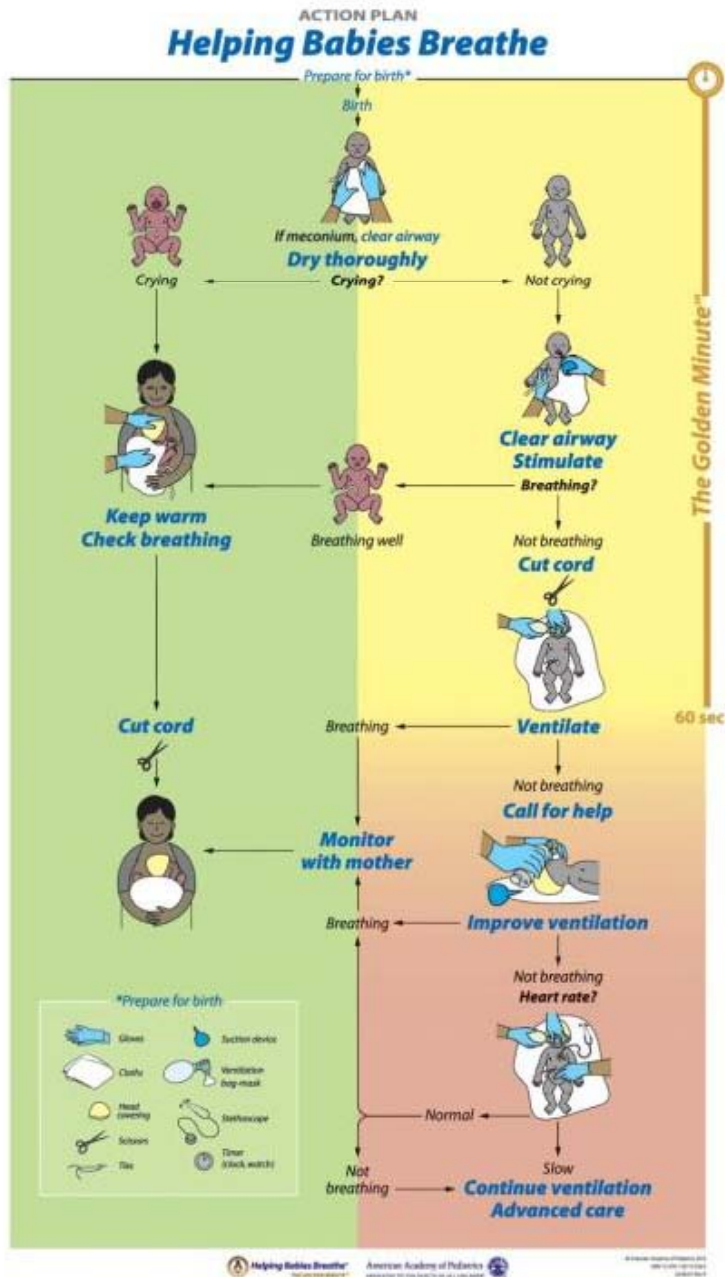 ACTION PLAN
Helping Babies Breathe
Prepare for birth*
Birth
If meconium, clear airway
Dry thoroughly
Crying
Crying?
Not crying
Clear airway
Stimulate
Breathing?
Keep warm
Check breathing
Breathing well
Not breathing
Cut cord
The Golden Minute
60 sec
Cut cord
Breathing
Ventilate
Not breathing
Call for help
Monitor
with mother
Breathing
Improve ventilation
Not breathing
Heart rate?
*Prepare for birth
Gloves
Suction device
Cloths
Ventilation
bag-mask
Head
covering
Stethoscope
Scissors
Ties
Timer
(clock, watch)
Normal
Not
breathing
Slow
Continue ventilation
Advanced care
Helping Babies Breathe
American Academy of Pediatrics